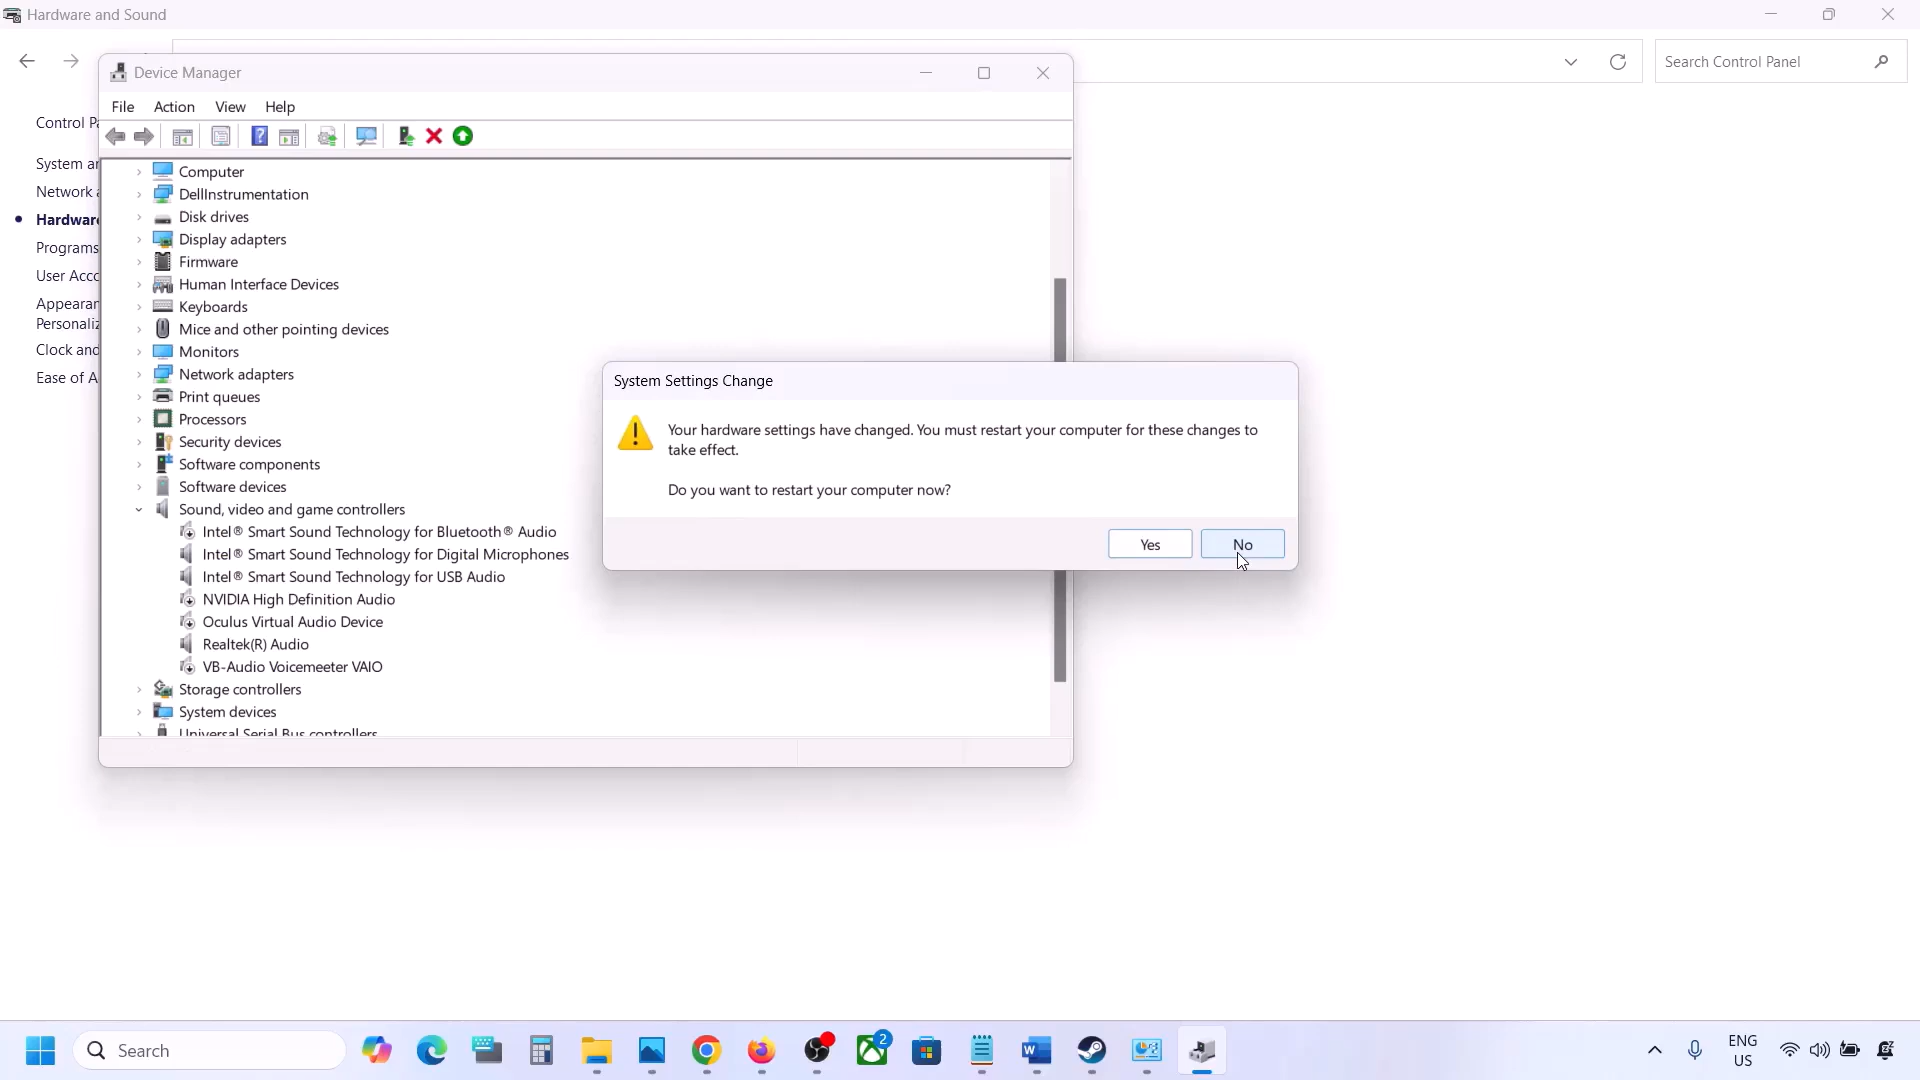 Hardware and Sound
Search Control Panel
Device Manager
File Action View Help
Control Pa
System an
Network a
Hardware
Programs
User Acco
Appearan
Personaliz
Clock and
Ease of A
Computer
DellInstrumentation
Disk drives
Display adapters
Firmware
Human Interface Devices
Keyboards
Mice and other pointing devices
Monitors
Network adapters
Print queues
Processors
Security devices
Software components
Software devices
Sound, video and game controllers
Intel® Smart Sound Technology for Bluetooth® Audio
Intel® Smart Sound Technology for Digital Microphones
Intel® Smart Sound Technology for USB Audio
NVIDIA High Definition Audio
Oculus Virtual Audio Device
Realtek(R) Audio
VB-Audio Voicemeeter VAIO
Storage controllers
System devices
Universal Serial Bus controllers
System Settings Change
Your hardware settings have changed. You must restart your computer for these changes to
take effect.
Do you want to restart your computer now?
Yes No
Search
2
ENG
US